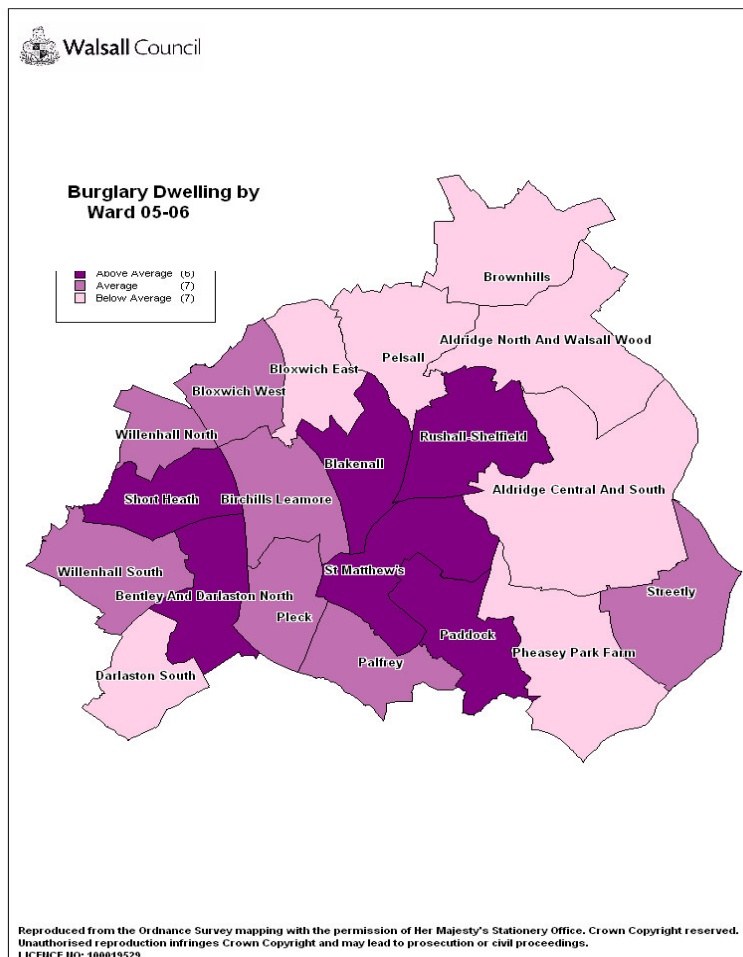 Walsall Council
Burglary Dwelling by
Ward 05-06
Above Average (6)
Average (7)
Below Average (7)
Brownhills
Aldridge North And Walsall Wood
Pelsall
Bloxwich East
Bloxwich West
Willenhall North
Rushall-Shelfield
Blakenall
Short Heath
Birchills Leamore
Aldridge Central And South
St Matthew's
Willenhall South
Bentley And Darlaston North
Streetly
Pleck
Paddock
Pheasey Park Farm
Palfrey
Darlaston South
Reproduced from the Ordnance Survey mapping with the permission of Her Majesty's Stationery Office. Crown Copyright reserved.
Unauthorised reproduction infringes Crown Copyright and may lead to prosecution or civil proceedings.
LICENCE NO: 100019529